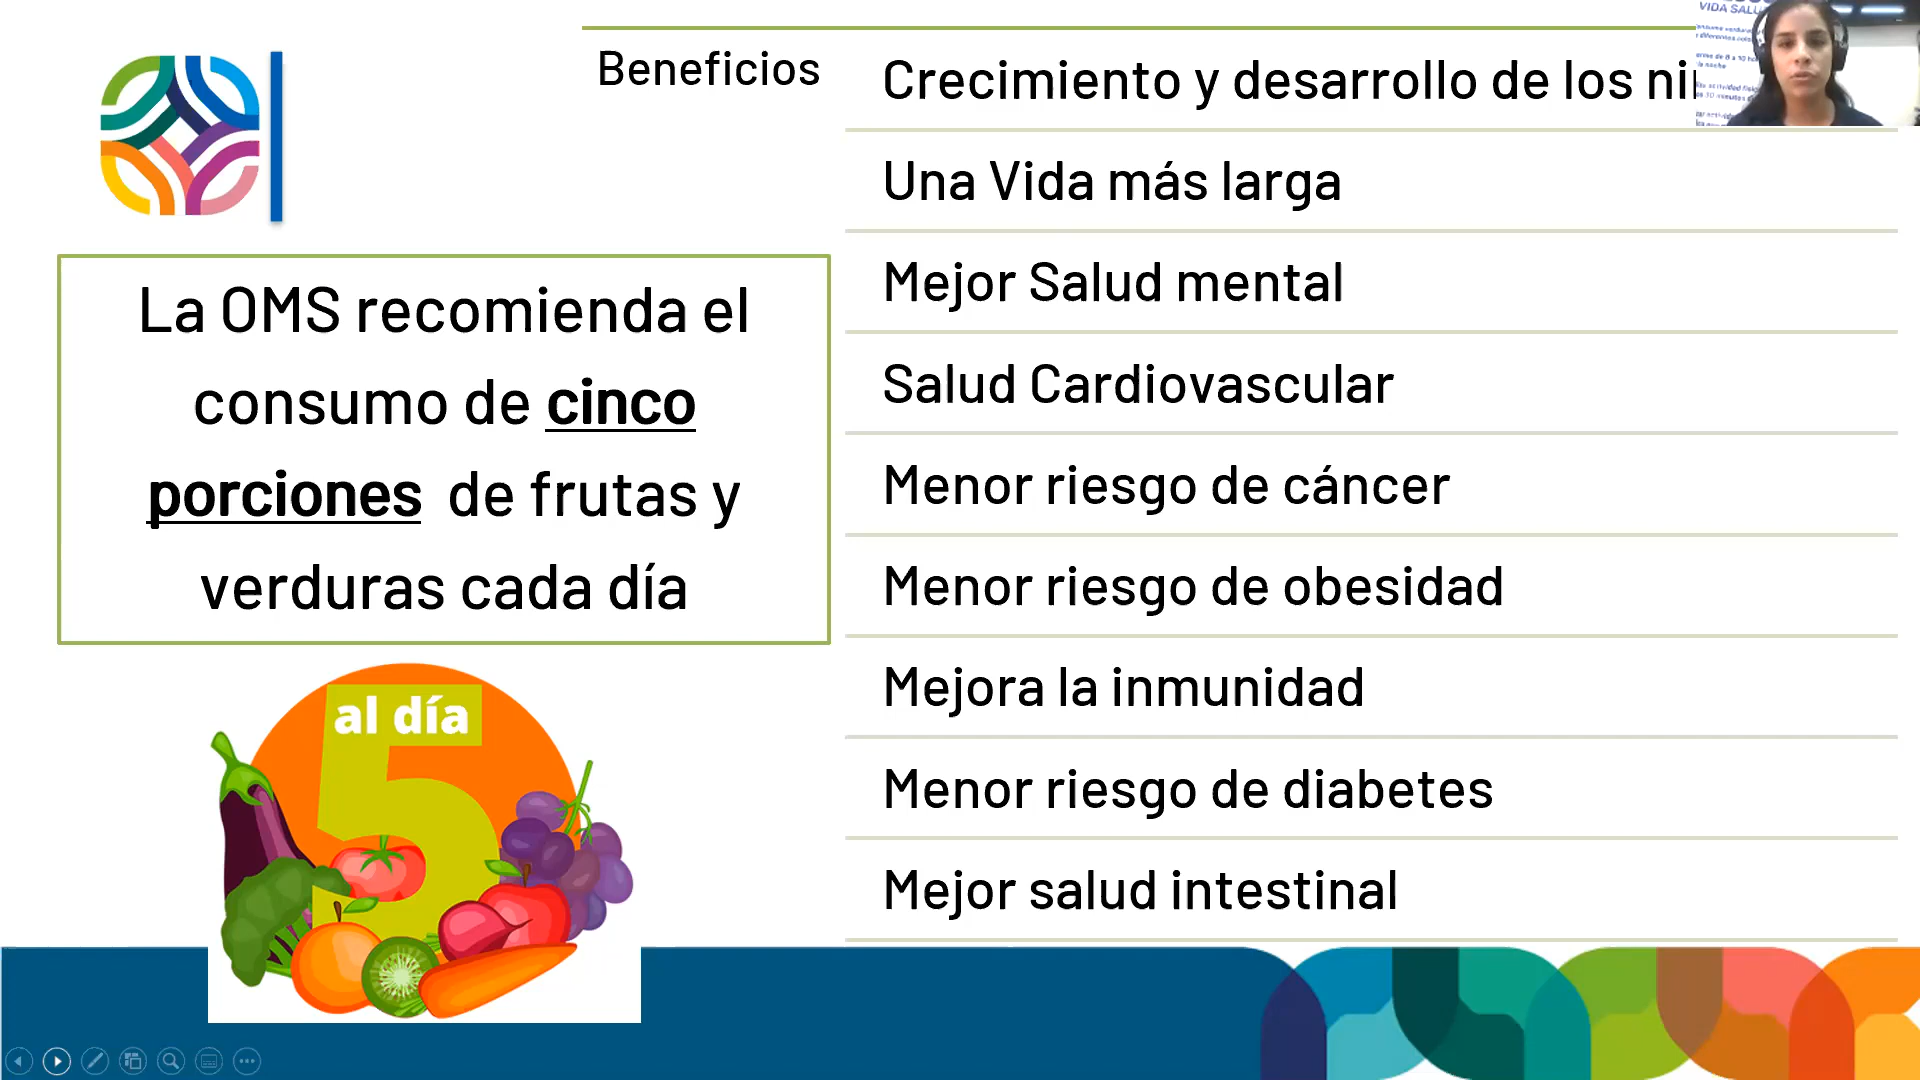 La OMS recomienda el
consumo de cinco
porciones de frutas y
verduras cada día
al día
5
Beneficios
Crecimiento y desarrollo de los
Una Vida más larga
Mejor Salud mental
Salud Cardiovascular
Menor riesgo de cáncer
Menor riesgo de obesidad
Mejora la inmunidad
Menor riesgo de diabetes
Mejor salud intestinal
VIDA